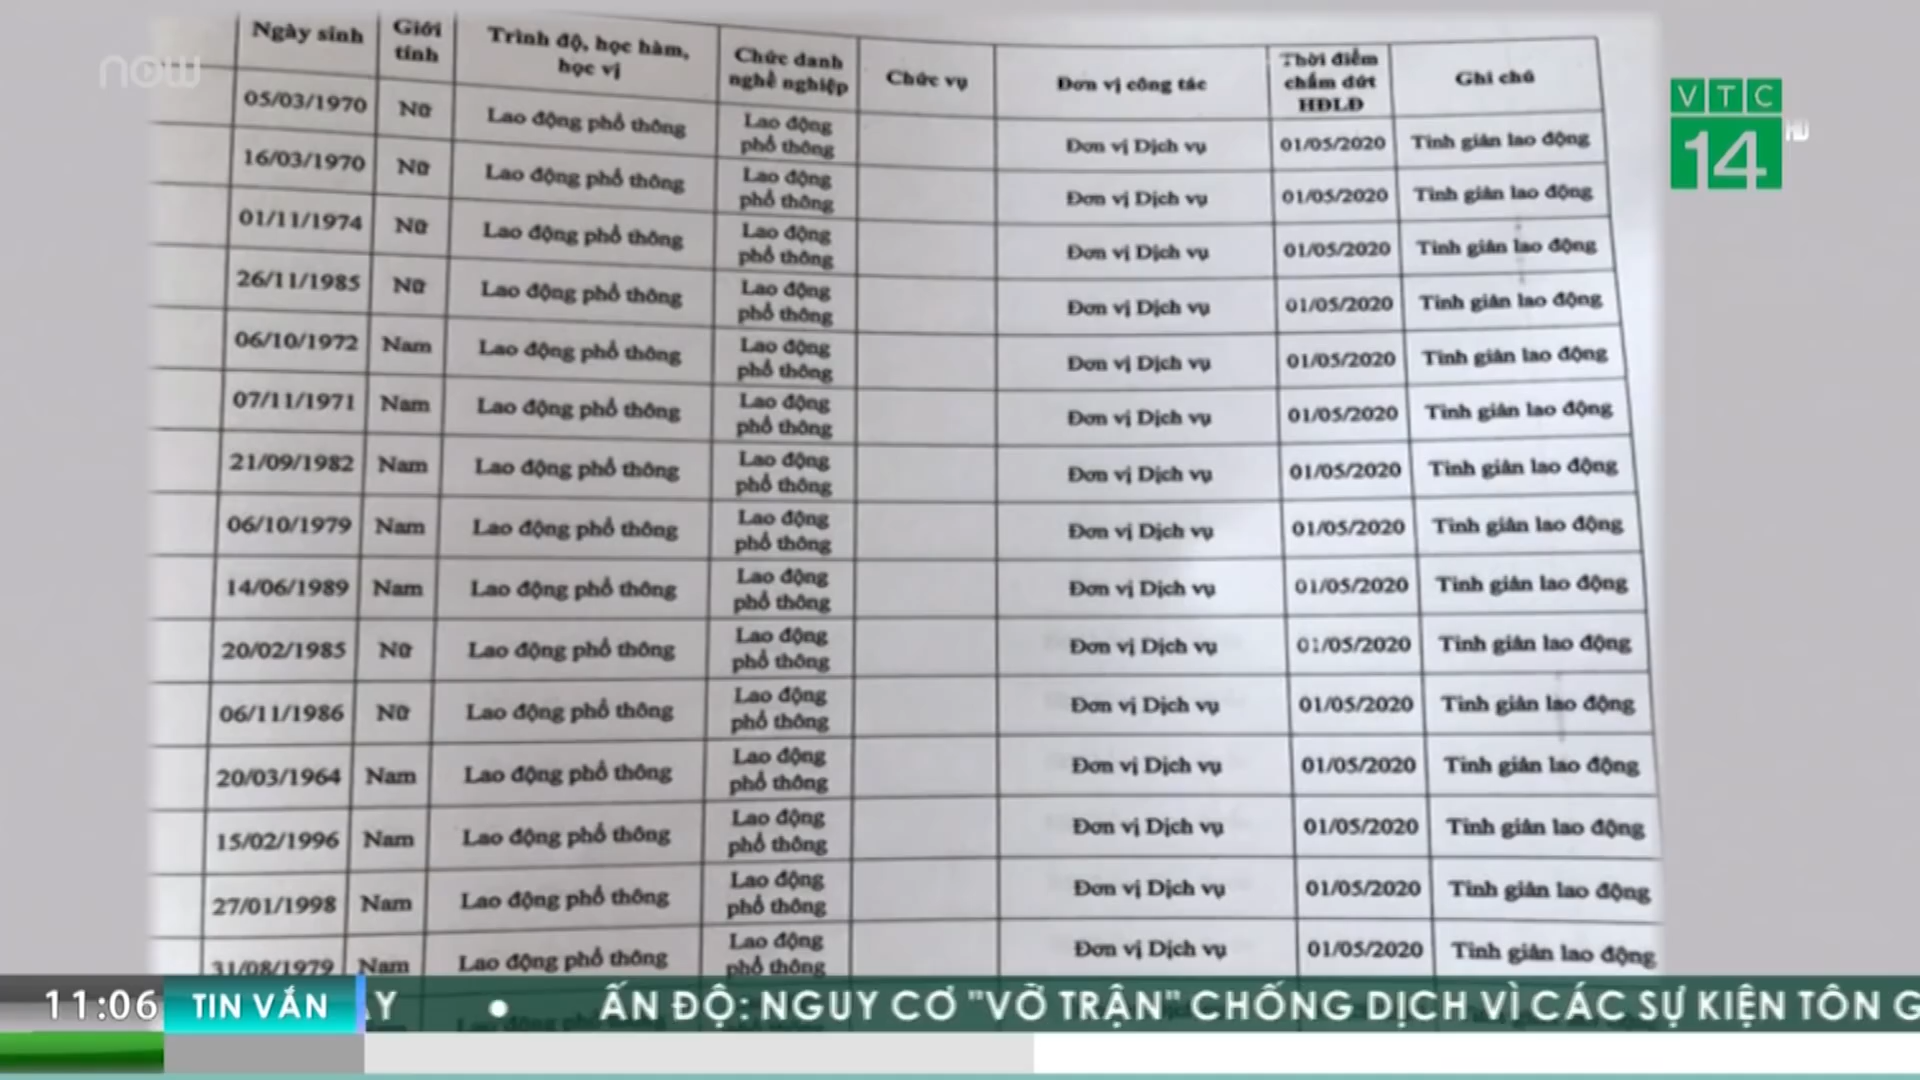 now
VTC
14
HD
Ngày sinh | Giới tính | Trình độ, học hàm, học vị | Chức danh nghề nghiệp | Chức vụ | Đơn vị công tác | Thời điểm chấm dứt HĐLĐ | Ghi chú
05/03/1970 | Nữ | Lao động phổ thông | Lao động phổ thông | Đơn vị Dịch vụ | 01/05/2020 | Tinh giản lao động
16/03/1970 | Nữ | Lao động phổ thông | Lao động phổ thông | Đơn vị Dịch vụ | 01/05/2020 | Tinh giản lao động
01/11/1974 | Nữ | Lao động phổ thông | Lao động phổ thông | Đơn vị Dịch vụ | 01/05/2020 | Tinh giản lao động
26/11/1985 | Nữ | Lao động phổ thông | Lao động phổ thông | Đơn vị Dịch vụ | 01/05/2020 | Tinh giản lao động
06/10/1972 | Nam | Lao động phổ thông | Lao động phổ thông | Đơn vị Dịch vụ | 01/05/2020 | Tinh giản lao động
07/11/1971 | Nam | Lao động phổ thông | Lao động phổ thông | Đơn vị Dịch vụ | 01/05/2020 | Tinh giản lao động
21/09/1982 | Nam | Lao động phổ thông | Lao động phổ thông | Đơn vị Dịch vụ | 01/05/2020 | Tinh giản lao động
06/10/1979 | Nam | Lao động phổ thông | Lao động phổ thông | Đơn vị Dịch vụ | 01/05/2020 | Tinh giản lao động
14/06/1989 | Nam | Lao động phổ thông | Lao động phổ thông | Đơn vị Dịch vụ | 01/05/2020 | Tinh giản lao động
20/02/1985 | Nữ | Lao động phổ thông | Lao động phổ thông | Đơn vị Dịch vụ | 01/05/2020 | Tinh giản lao động
06/11/1986 | Nữ | Lao động phổ thông | Lao động phổ thông | Đơn vị Dịch vụ | 01/05/2020 | Tinh giản lao động
20/03/1964 | Nam | Lao động phổ thông | Lao động phổ thông | Đơn vị Dịch vụ | 01/05/2020 | Tinh giản lao động
15/02/1996 | Nam | Lao động phổ thông | Lao động phổ thông | Đơn vị Dịch vụ | 01/05/2020 | Tinh giản lao động
27/01/1998 | Nam | Lao động phổ thông | Lao động phổ thông | Đơn vị Dịch vụ | 01/05/2020 | Tinh giản lao động
31/08/1979 | Nam | Lao động phổ thông | Lao động phổ thông | Đơn vị Dịch vụ | 01/05/2020 | Tinh giản lao động
11:06 TIN VẮN ẠY • ẤN ĐỘ: NGUY CƠ "VỠ TRẬN" CHỐNG DỊCH VÌ CÁC SỰ KIỆN TÔN G